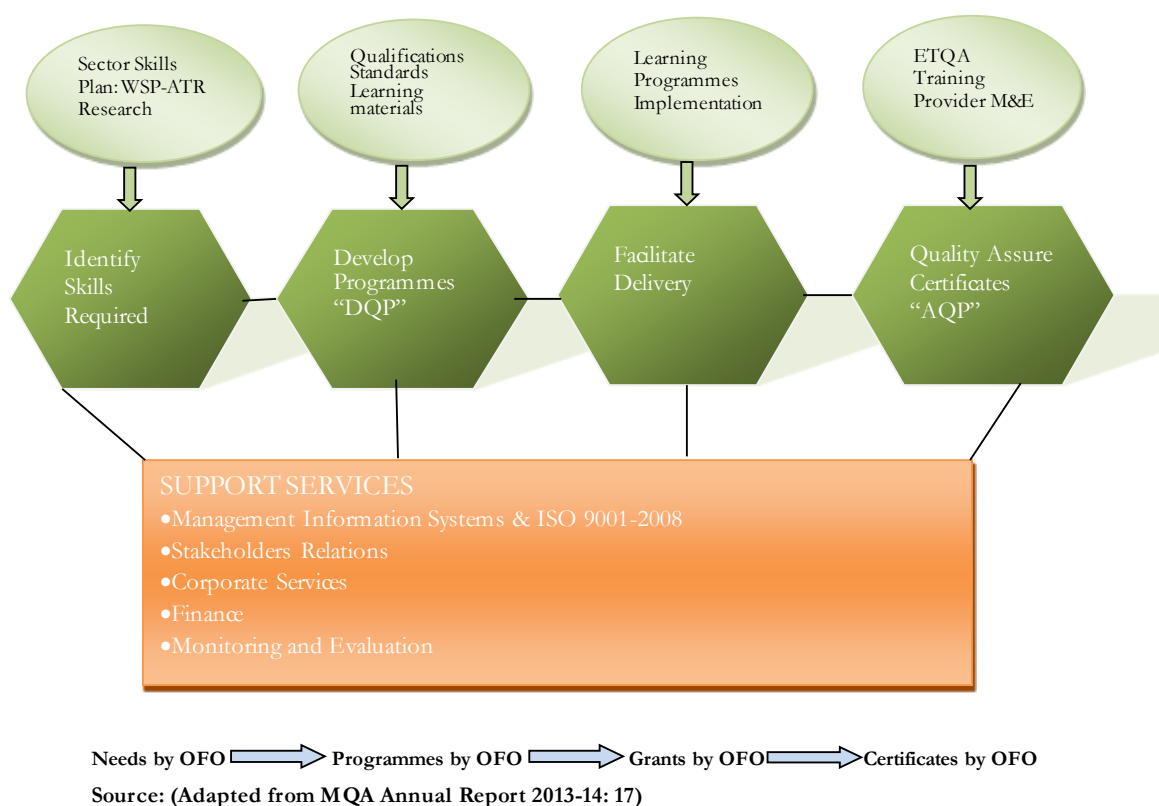 Sector Skills
Plan: WSP-ATR
Research
Qualifications
Standards
Learning
materials
Learning
Programmes
Implementation
ETQA
Training
Provider M&E
Identify
Skills
Required
Develop
Programmes
“DQP”
Facilitate
Delivery
Quality Assure
Certificates
“AQP”
SUPPORT SERVICES
•Management Information Systems & ISO 9001-2008
•Stakeholders Relations
•Corporate Services
•Finance
•Monitoring and Evaluation
Needs by OFO Programmes by OFO Grants by OFO Certificates by OFO
Source: (Adapted from MQA Annual Report 2013-14: 17)